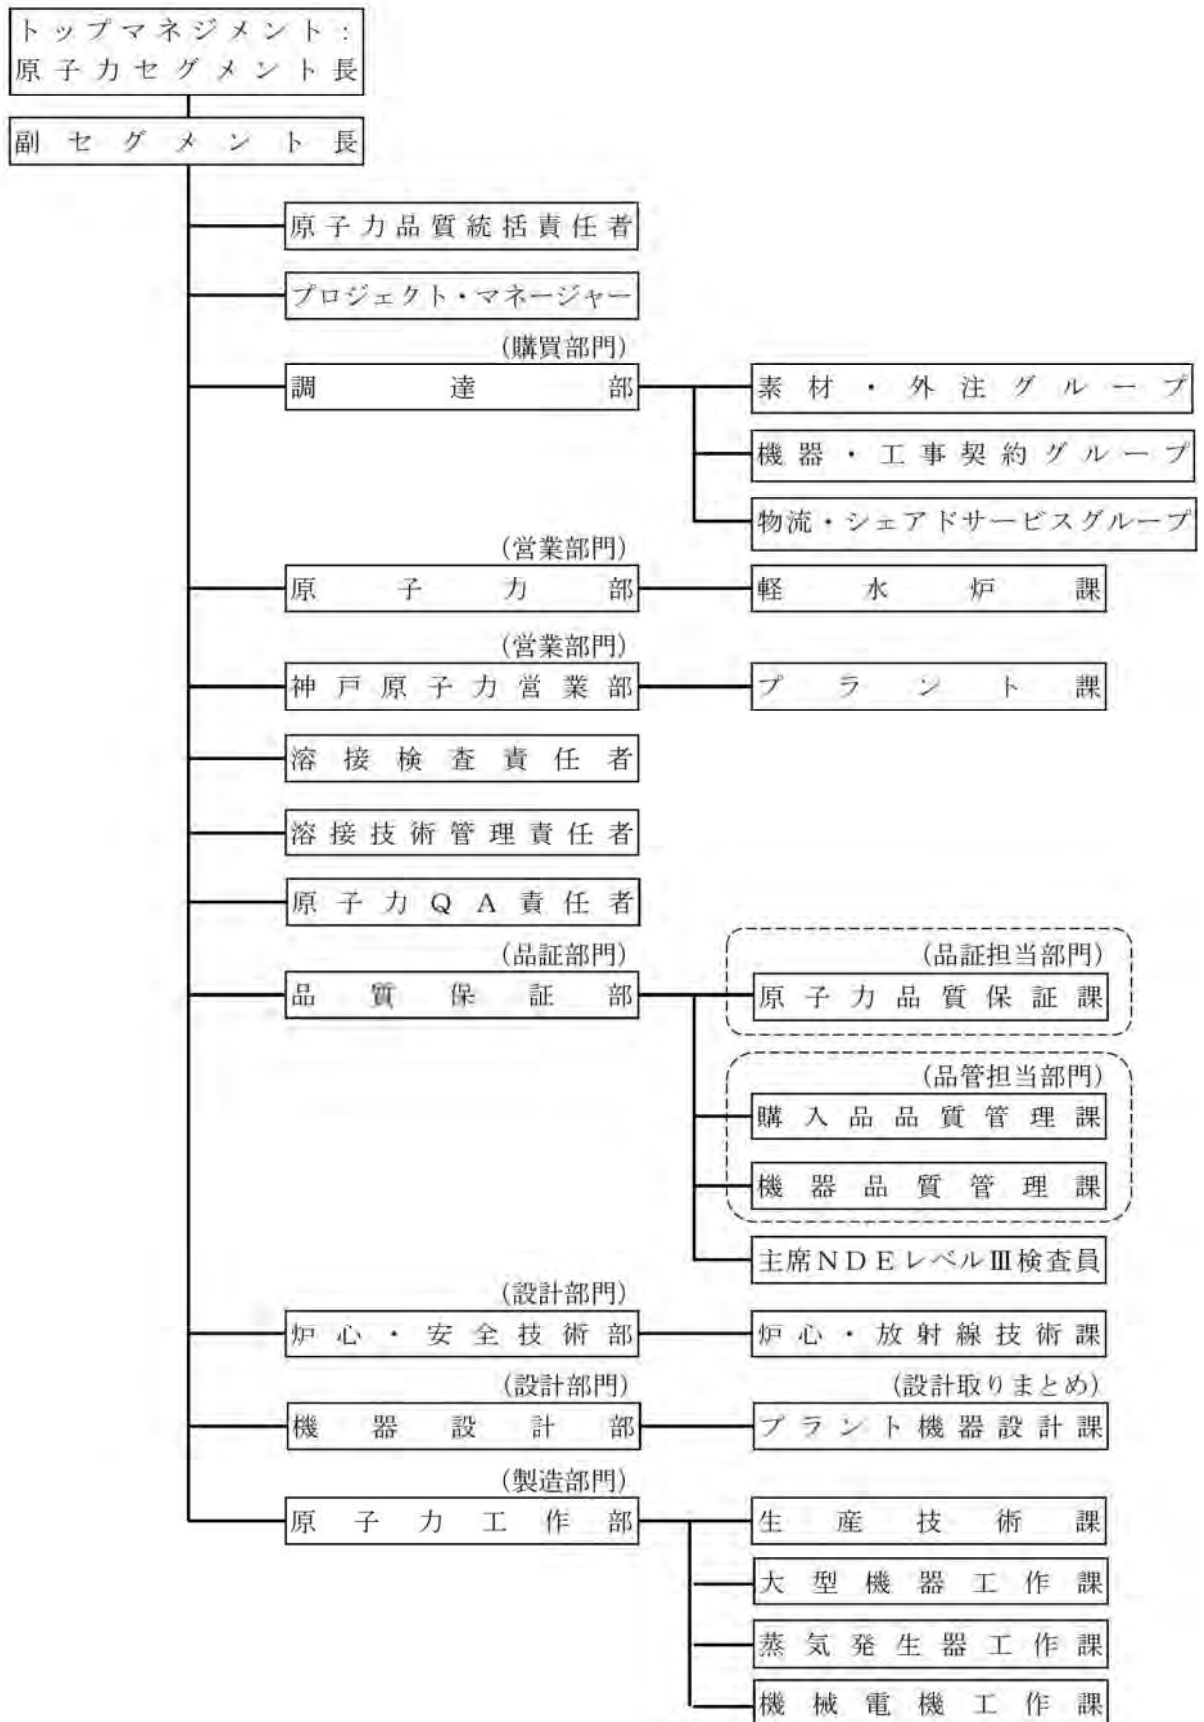 トップマネジメント：
原子力セグメント長
副セグメント長
原子力品質統括責任者
プロジェクト・マネージャー
(購買部門)
調達部
素材・外注グループ
機器・工事契約グループ
物流・シェアドサービスグループ
(営業部門)
原子力部
軽水炉課
(営業部門)
神戸原子力営業部
プラント課
溶接検査責任者
溶接技術管理責任者
原子力QA責任者
(品証部門)
品質保証部
(品証担当部門)
原子力品質保証課
(品管担当部門)
購入品品質管理課
機器品質管理課
主席NDEレベルⅢ検査員
(設計部門)
炉心・安全技術部
炉心・放射線技術課
(設計部門)
機器設計部
(設計取りまとめ)
プラント機器設計課
(製造部門)
原子力工作部
生産技術課
大型機器工作課
蒸気発生器工作課
機械電機工作課